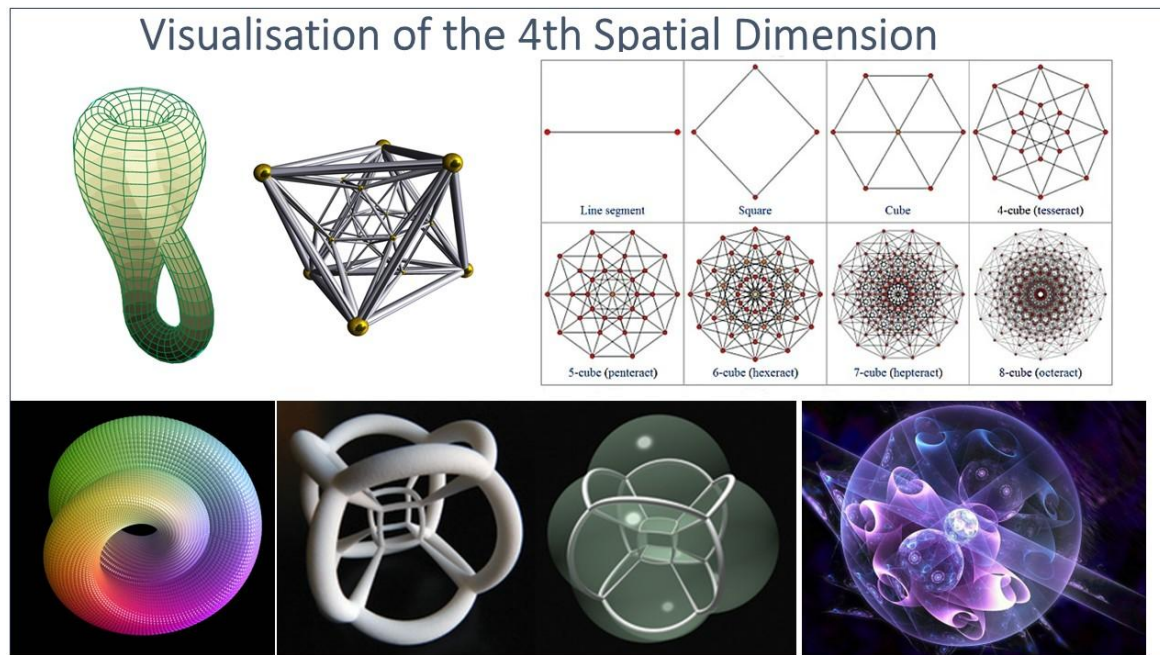 Visualisation of the 4th Spatial Dimension
Line segment
Square
Cube
4-cube (tesseract)
5-cube (penteract)
6-cube (hexeract)
7-cube (hepteract)
8-cube (octeract)